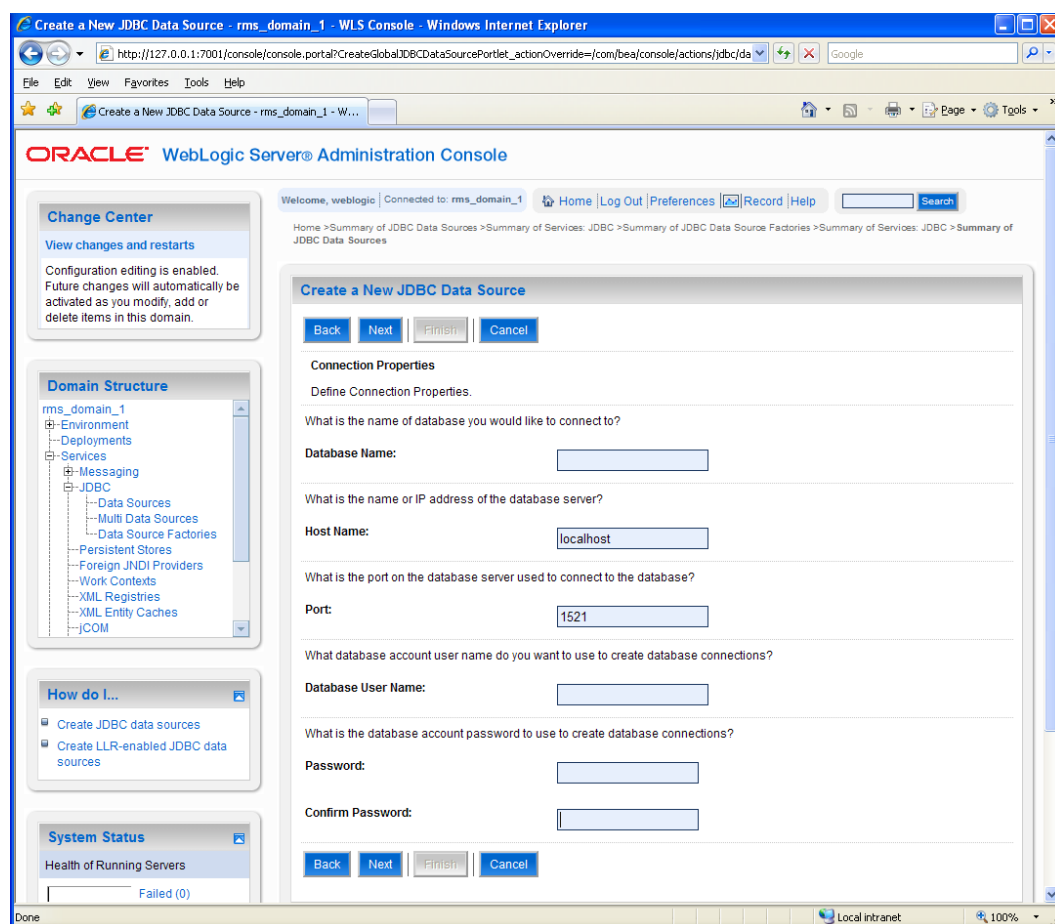 Create a New JDBC Data Source - rms_domain_1 - WLS Console - Windows Internet Explorer
http://127.0.0.1:7001/console/console.portal?CreateGlobalJDBCDataSourcePortlet_actionOverride=/com/bea/console/actions/jdbc/da
Google
File Edit View Favorites Tools Help
Create a New JDBC Data Source - rms_domain_1 - W...
Page Tools
ORACLE WebLogic Server® Administration Console
Welcome, weblogic Connected to: rms_domain_1 Home Log Out Preferences Record Help Search
Home >Summary of JDBC Data Sources >Summary of Services: JDBC >Summary of JDBC Data Source Factories >Summary of Services: JDBC >Summary of
JDBC Data Sources
Change Center
View changes and restarts
Configuration editing is enabled.
Future changes will automatically be
activated as you modify, add or
delete items in this domain.
Domain Structure
rms_domain_1
Environment
Deployments
Services
Messaging
JDBC
Data Sources
Multi Data Sources
Data Source Factories
Persistent Stores
Foreign JNDI Providers
Work Contexts
XML Registries
XML Entity Caches
jCOM
How do I...
Create JDBC data sources
Create LLR-enabled JDBC data
sources
System Status
Health of Running Servers
Failed (0)
Create a New JDBC Data Source
Back Next Finish Cancel
Connection Properties
Define Connection Properties.
What is the name of database you would like to connect to?
Database Name:
What is the name or IP address of the database server?
Host Name: localhost
What is the port on the database server used to connect to the database?
Port: 1521
What database account user name do you want to use to create database connections?
Database User Name:
What is the database account password to use to create database connections?
Password:
Confirm Password:
Back Next Finish Cancel
Done Local intranet 100%